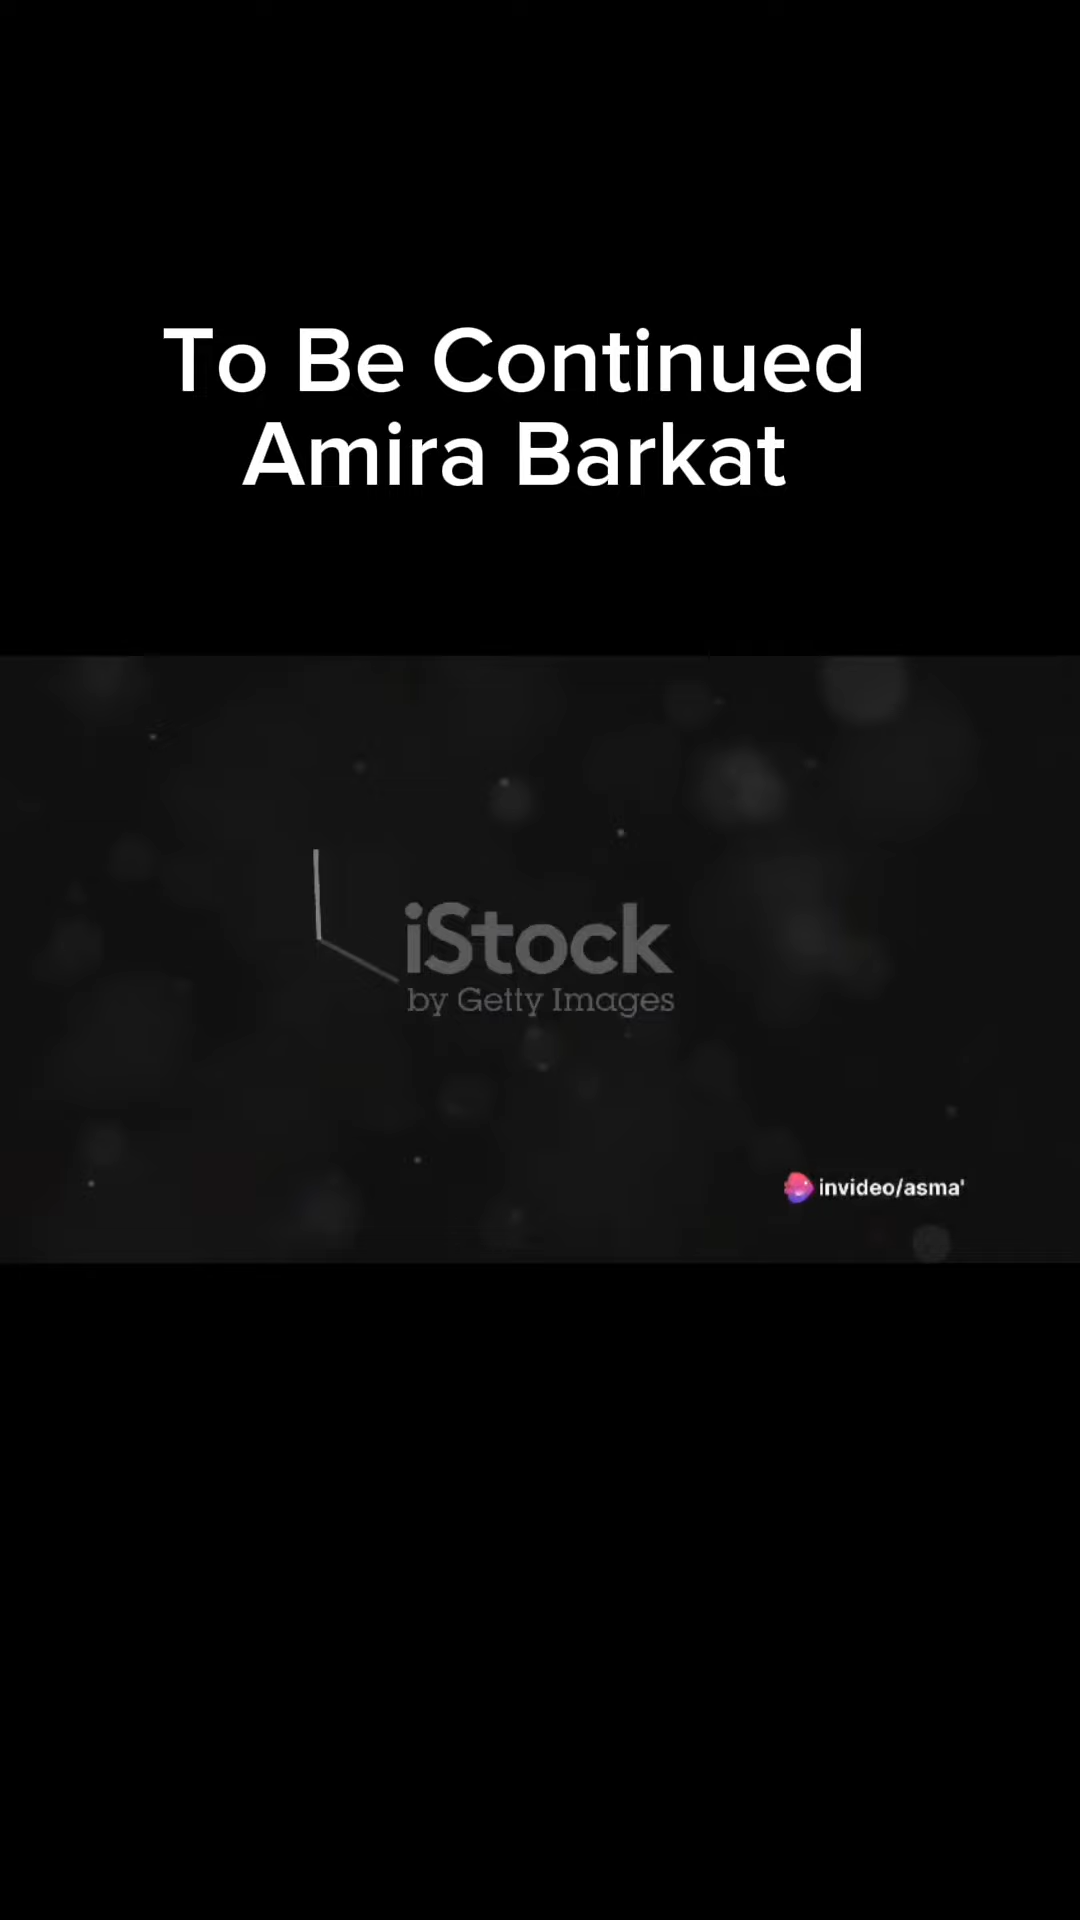 To Be Continued
Amira Barkat
iStock
by Getty Images
invideo/asma'